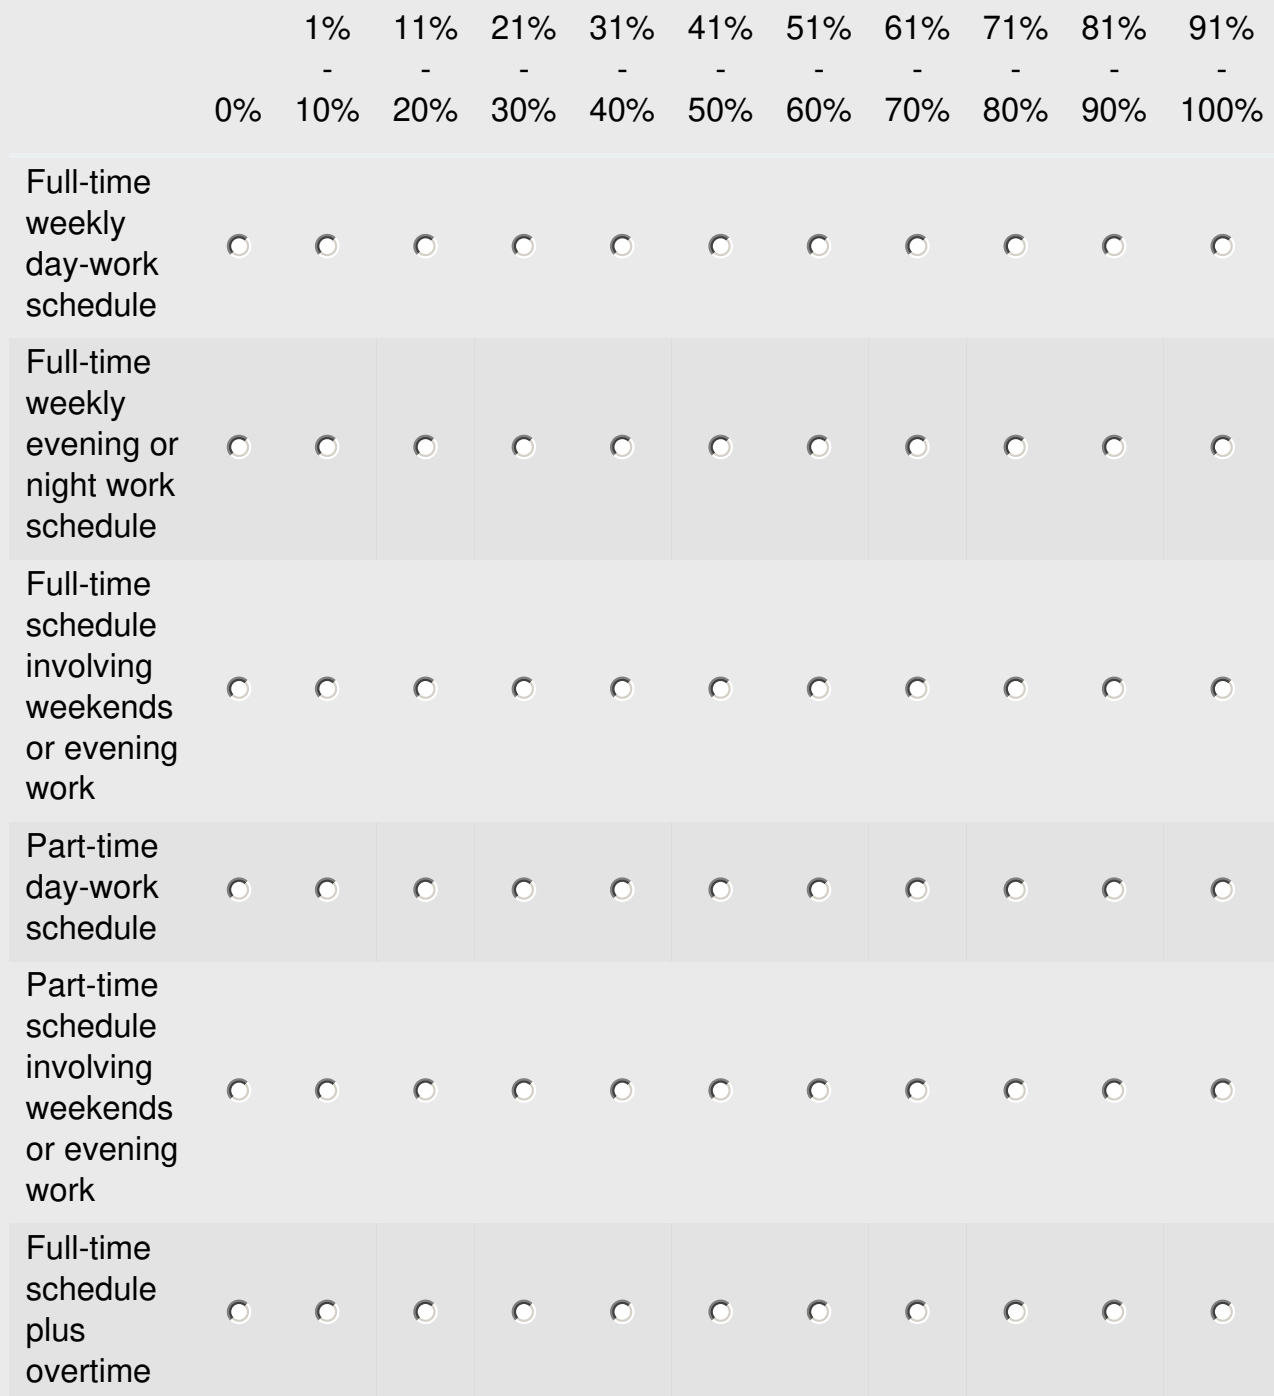 1% 11% 21% 31% 41% 51% 61% 71% 81% 91%
- - - - - - - - - -
0% 10% 20% 30% 40% 50% 60% 70% 80% 90% 100%
Full-time
weekly
day-work
schedule
Full-time
weekly
evening or
night work
schedule
Full-time
schedule
involving
weekends
or evening
work
Part-time
day-work
schedule
Part-time
schedule
involving
weekends
or evening
work
Full-time
schedule
plus
overtime